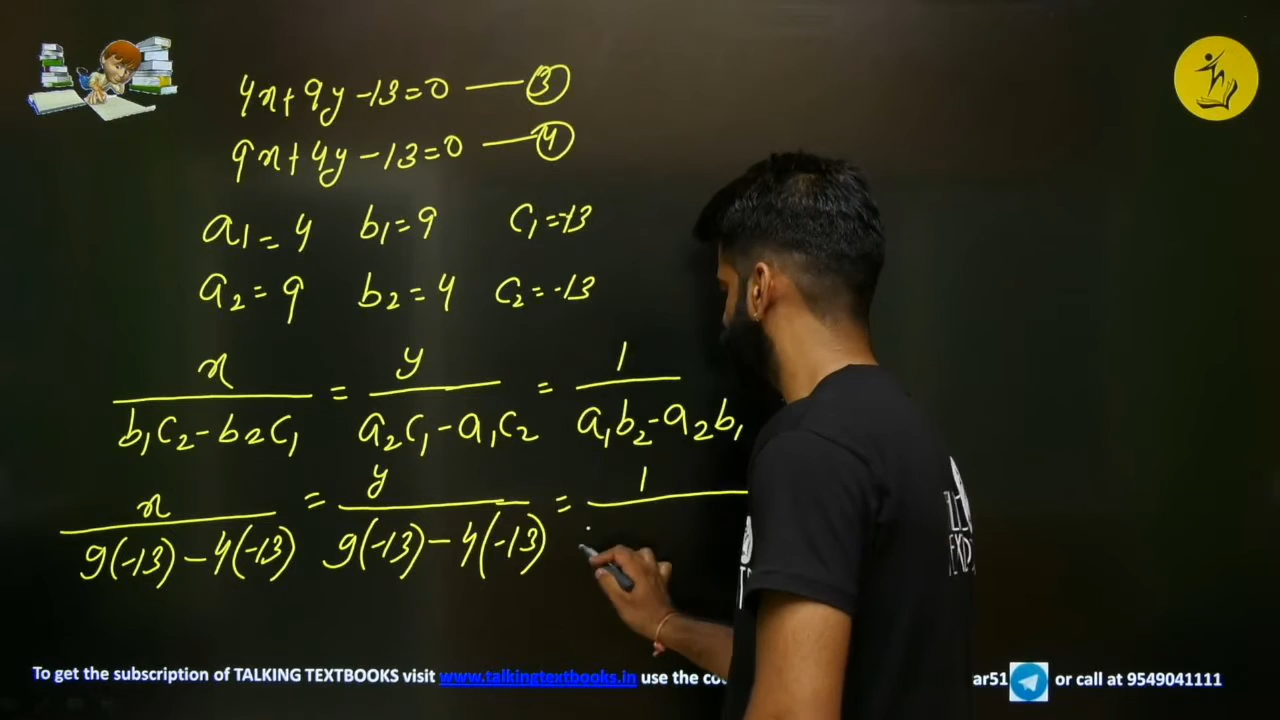 4x+9y-13=0 —— ③
9x+4y-13=0 —— ④
a₁=4 b₁=9 c₁=-13
a₂=9 b₂=4 c₂=-13
x/(b₁c₂-b₂c₁) = y/(a₂c₁-a₁c₂) = 1/(a₁b₂-a₂b₁
x/(9(-13)-4(-13)) = y/(9(-13)-4(-13)) = 1/
To get the subscription of TALKING TEXTBOOKS visit www.talkingtextbooks.in use the co ar51 or call at 9549041111